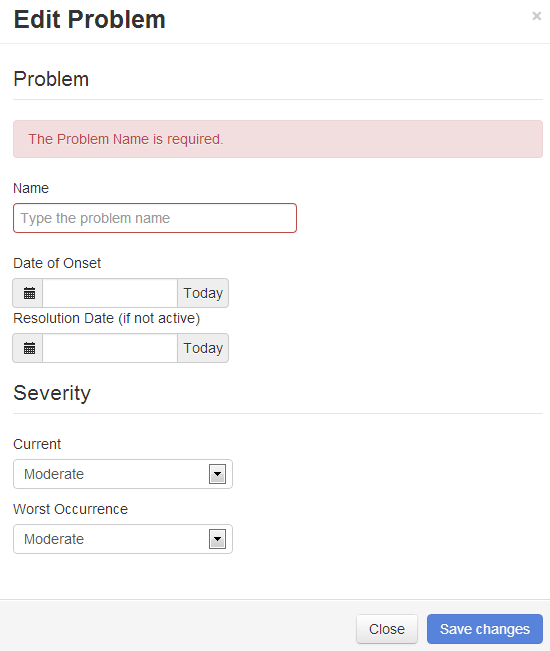 Edit Problem ×
Problem
The Problem Name is required.
Name
Type the problem name
Date of Onset
Today
Resolution Date (if not active)
Today
Severity
Current
Moderate
Worst Occurrence
Moderate
Close Save changes